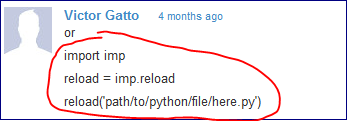 Victor Gatto 4 months ago
or
import imp
reload = imp.reload
reload('path/to/python/file/here.py')